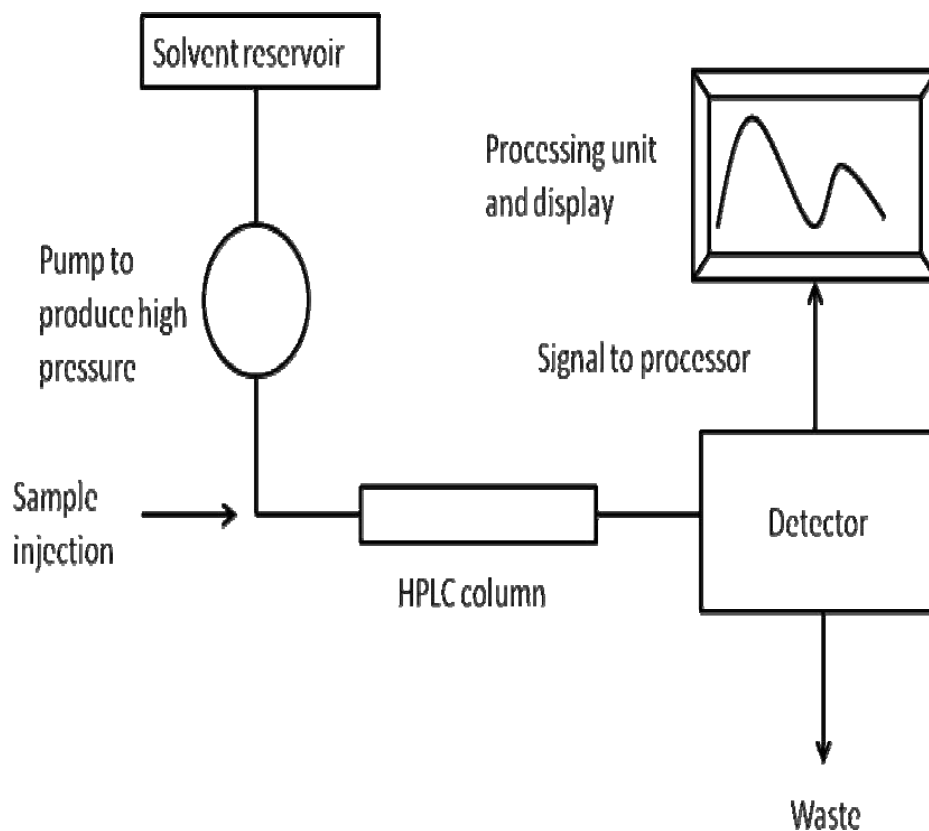 Solvent reservoir
Processing unit
and display
Pump to
produce high
pressure
Signal to processor
Sample
injection
HPLC column
Detector
Waste